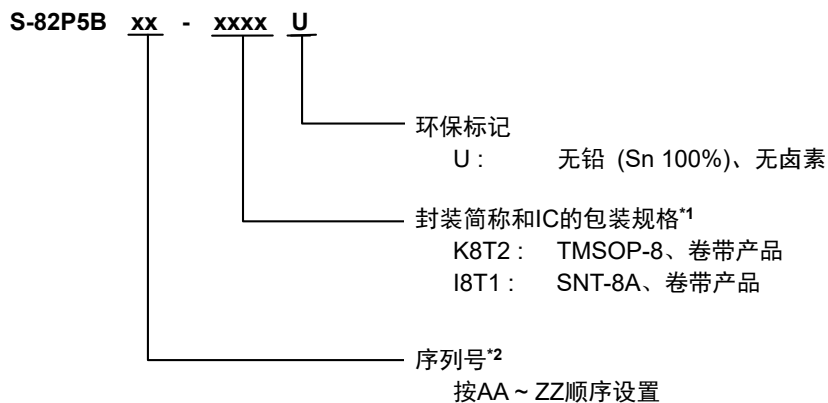 S-82P5B xx - xxxx U
环保标记
U : 无铅 (Sn 100%)、无卤素
封装简称和IC的包装规格*1
K8T2 : TMSOP-8、卷带产品
I8T1 : SNT-8A、卷带产品
序列号*2
按AA ~ ZZ顺序设置